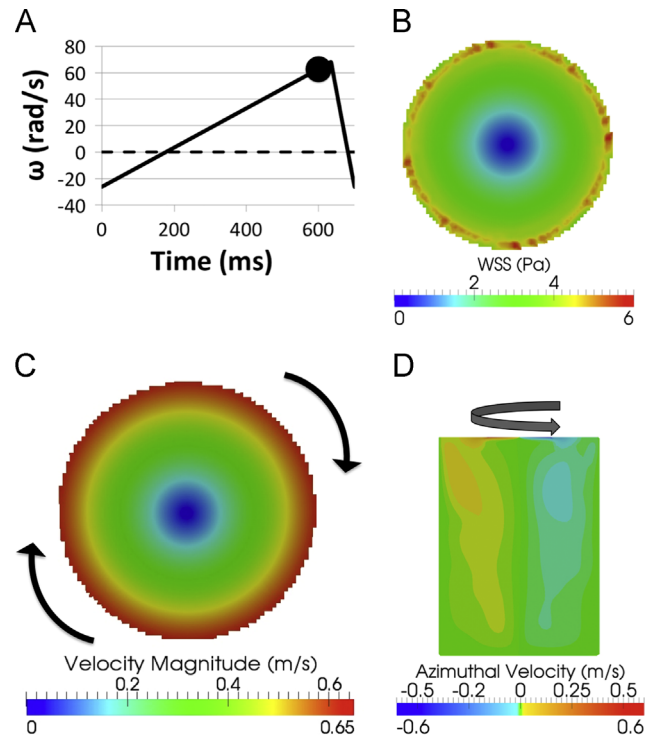 A
ω (rad/s)
80
60
40
20
0
-20
-40
0 200 400 600
Time (ms)
B
WSS (Pa)
2 4
0 6
C
Velocity Magnitude (m/s)
0.2 0.4 0.6
0 0.65
D
Azimuthal Velocity (m/s)
-0.5 -0.2 0 0.25 0.5
-0.6 0.6